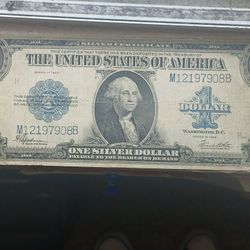 SILVER CERTIFICATE
THIS CERTIFIES THAT THERE HAS BEEN DEPOSITED IN THE TREASURY OF
THE UNITED STATES OF AMERICA
M12197908B
1
DOLLAR
WASHINGTON, D.C.
M12197908B
ONE SILVER DOLLAR
PAYABLE TO THE BEARER ON DEMAND